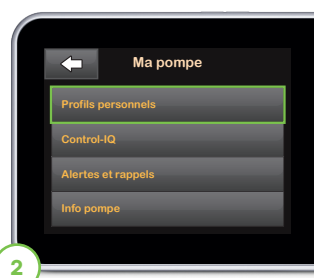 Ma pompe
Profils personnels
Control-IQ
Alertes et rappels
Info pompe
2